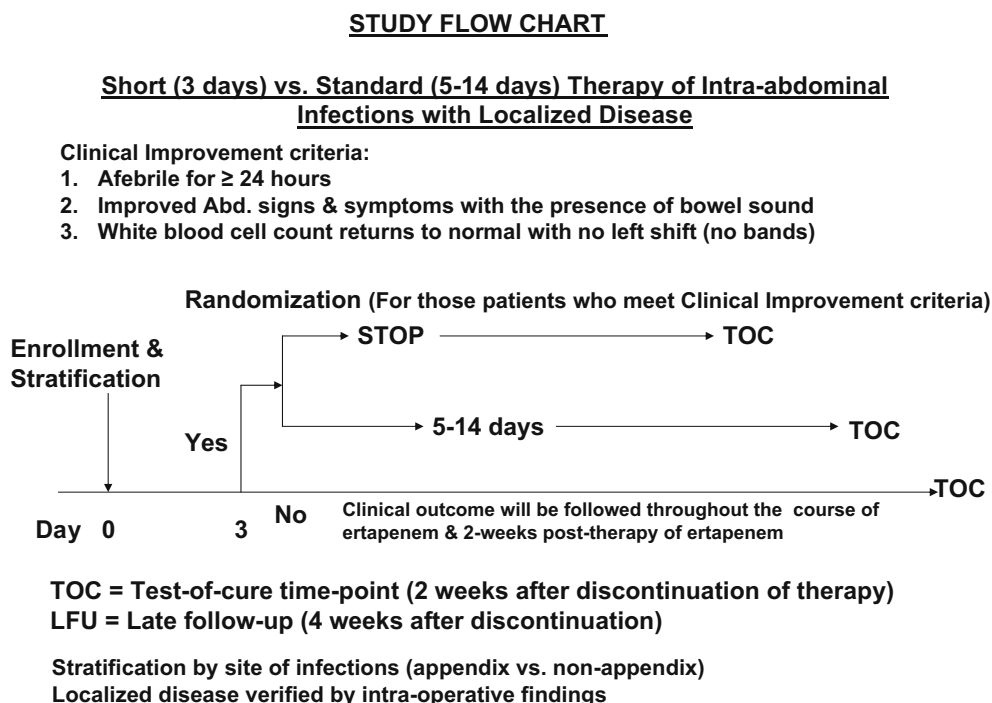 STUDY FLOW CHART
Short (3 days) vs. Standard (5-14 days) Therapy of Intra-abdominal
Infections with Localized Disease
Clinical Improvement criteria:
1. Afebrile for ≥ 24 hours
2. Improved Abd. signs & symptoms with the presence of bowel sound
3. White blood cell count returns to normal with no left shift (no bands)
Randomization (For those patients who meet Clinical Improvement criteria)
STOP TOC
Enrollment &
Stratification
5-14 days TOC
Yes
TOC
Day 0 3 No
Clinical outcome will be followed throughout the course of
ertapenem & 2-weeks post-therapy of ertapenem
TOC = Test-of-cure time-point (2 weeks after discontinuation of therapy)
LFU = Late follow-up (4 weeks after discontinuation)
Stratification by site of infections (appendix vs. non-appendix)
Localized disease verified by intra-operative findings